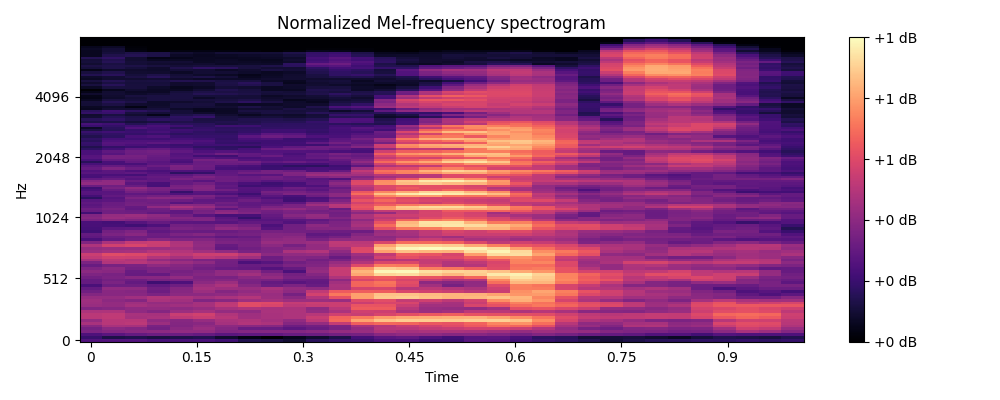 Normalized Mel-frequency spectrogram
Hz
4096
2048
1024
512
0
0 0.15 0.3 0.45 0.6 0.75 0.9
Time
+1 dB
+1 dB
+1 dB
+0 dB
+0 dB
+0 dB